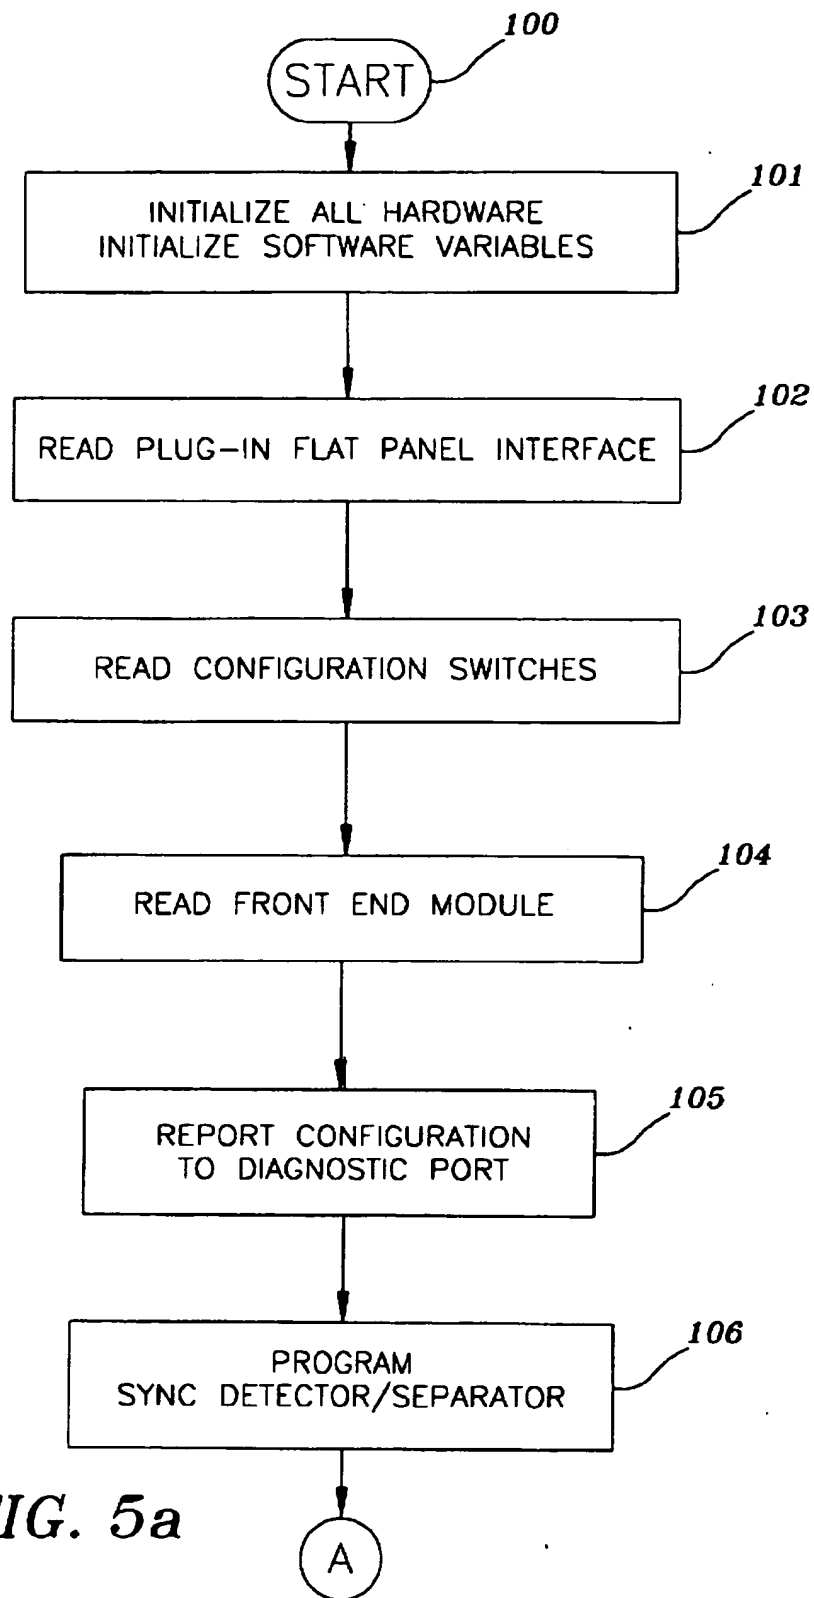 100
START
101
INITIALIZE ALL HARDWARE
INITIALIZE SOFTWARE VARIABLES
102
READ PLUG-IN FLAT PANEL INTERFACE
103
READ CONFIGURATION SWITCHES
104
READ FRONT END MODULE
105
REPORT CONFIGURATION
TO DIAGNOSTIC PORT
106
PROGRAM
SYNC DETECTOR/SEPARATOR
IG. 5a
A